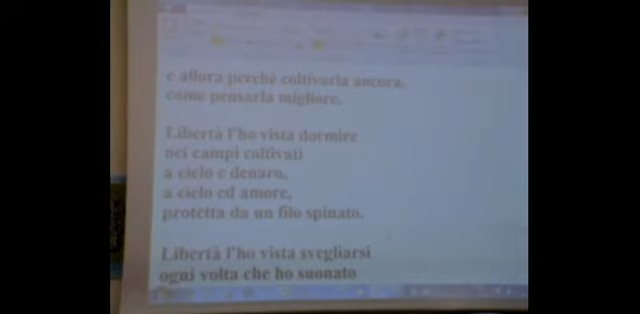 e allora perché coltivarla ancora,
come pensarla migliore.
Libertà l'ho vista dormire
nei campi coltivati
a cielo e denaro,
a cielo ed amore,
protetta da un filo spinato.
Libertà l'ho vista svegliarsi
ogni volta che ho suonato